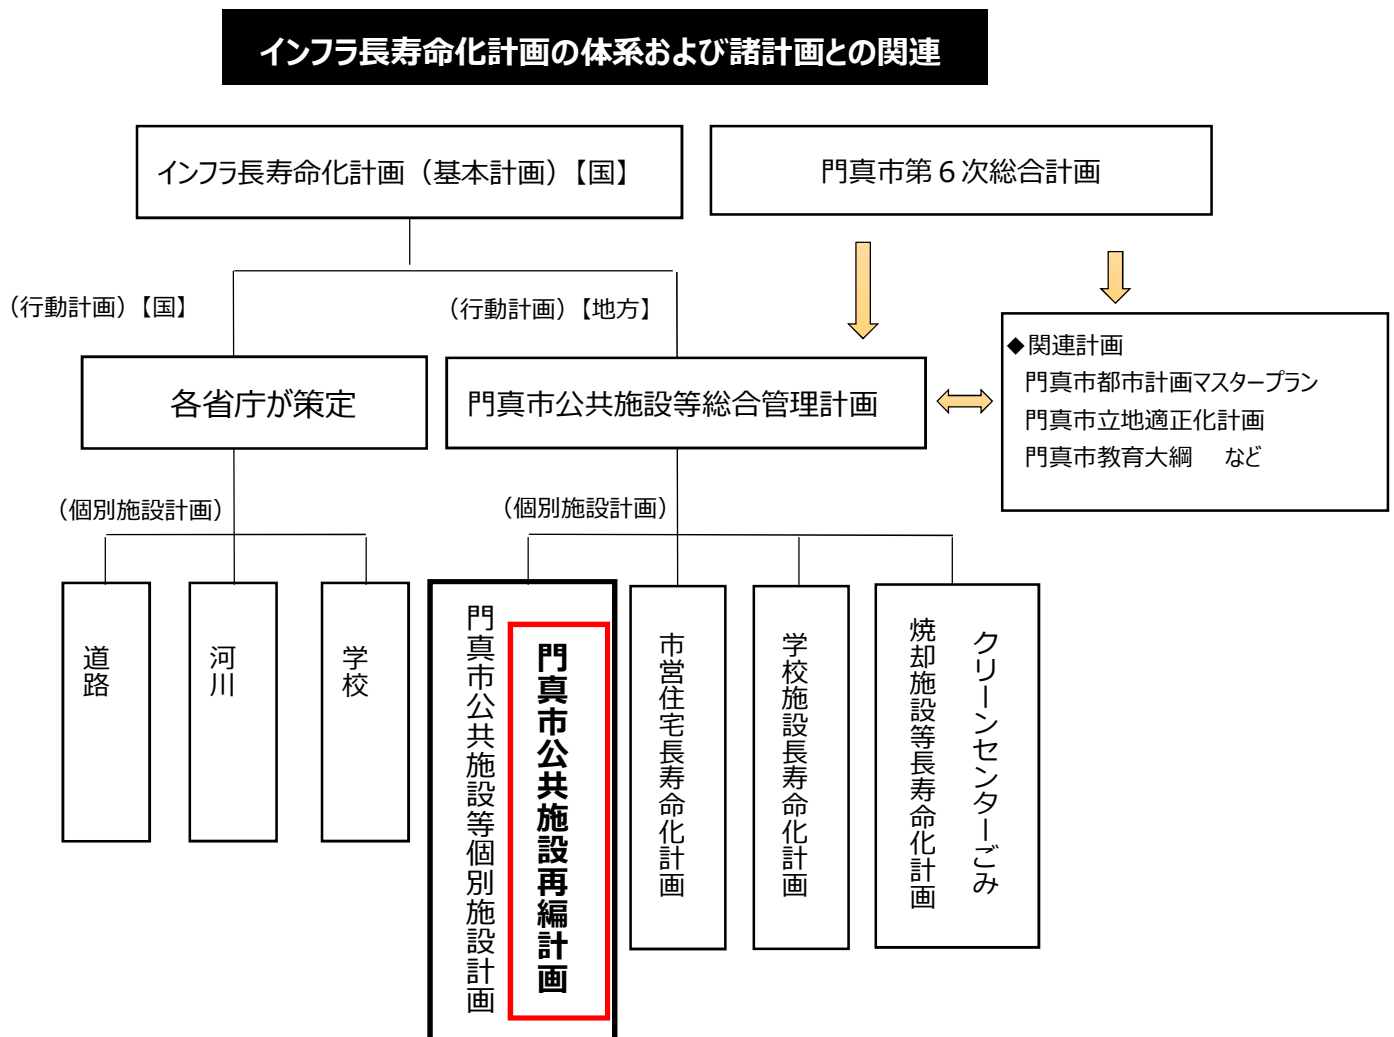 インフラ長寿命化計画の体系および諸計画との関連
インフラ長寿命化計画（基本計画）【国】
門真市第６次総合計画
（行動計画）【国】
（行動計画）【地方】
各省庁が策定
門真市公共施設等総合管理計画
◆関連計画
門真市都市計画マスタープラン
門真市立地適正化計画
門真市教育大綱　など
（個別施設計画）
（個別施設計画）
道路
河川
学校
門真市公共施設再編計画
門真市公共施設等個別施設計画
市営住宅長寿命化計画
学校施設長寿命化計画
クリーンセンターごみ
焼却施設等長寿命化計画